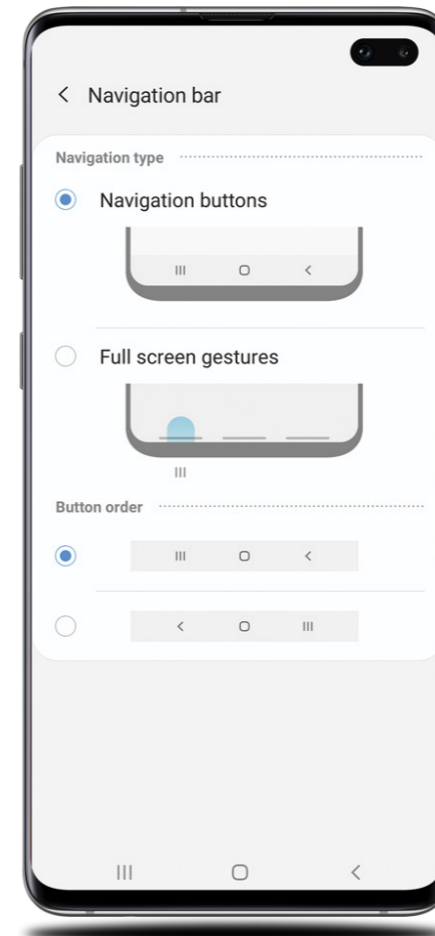 Navigation bar
Navigation type
Navigation buttons
Full screen gestures
Button order